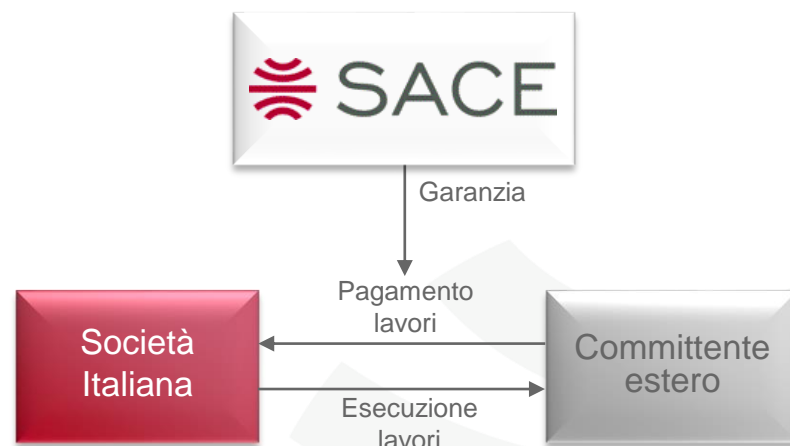 SACE
Garanzia
Pagamento
lavori
Società
Italiana
Committente
estero
Esecuzione
lavori